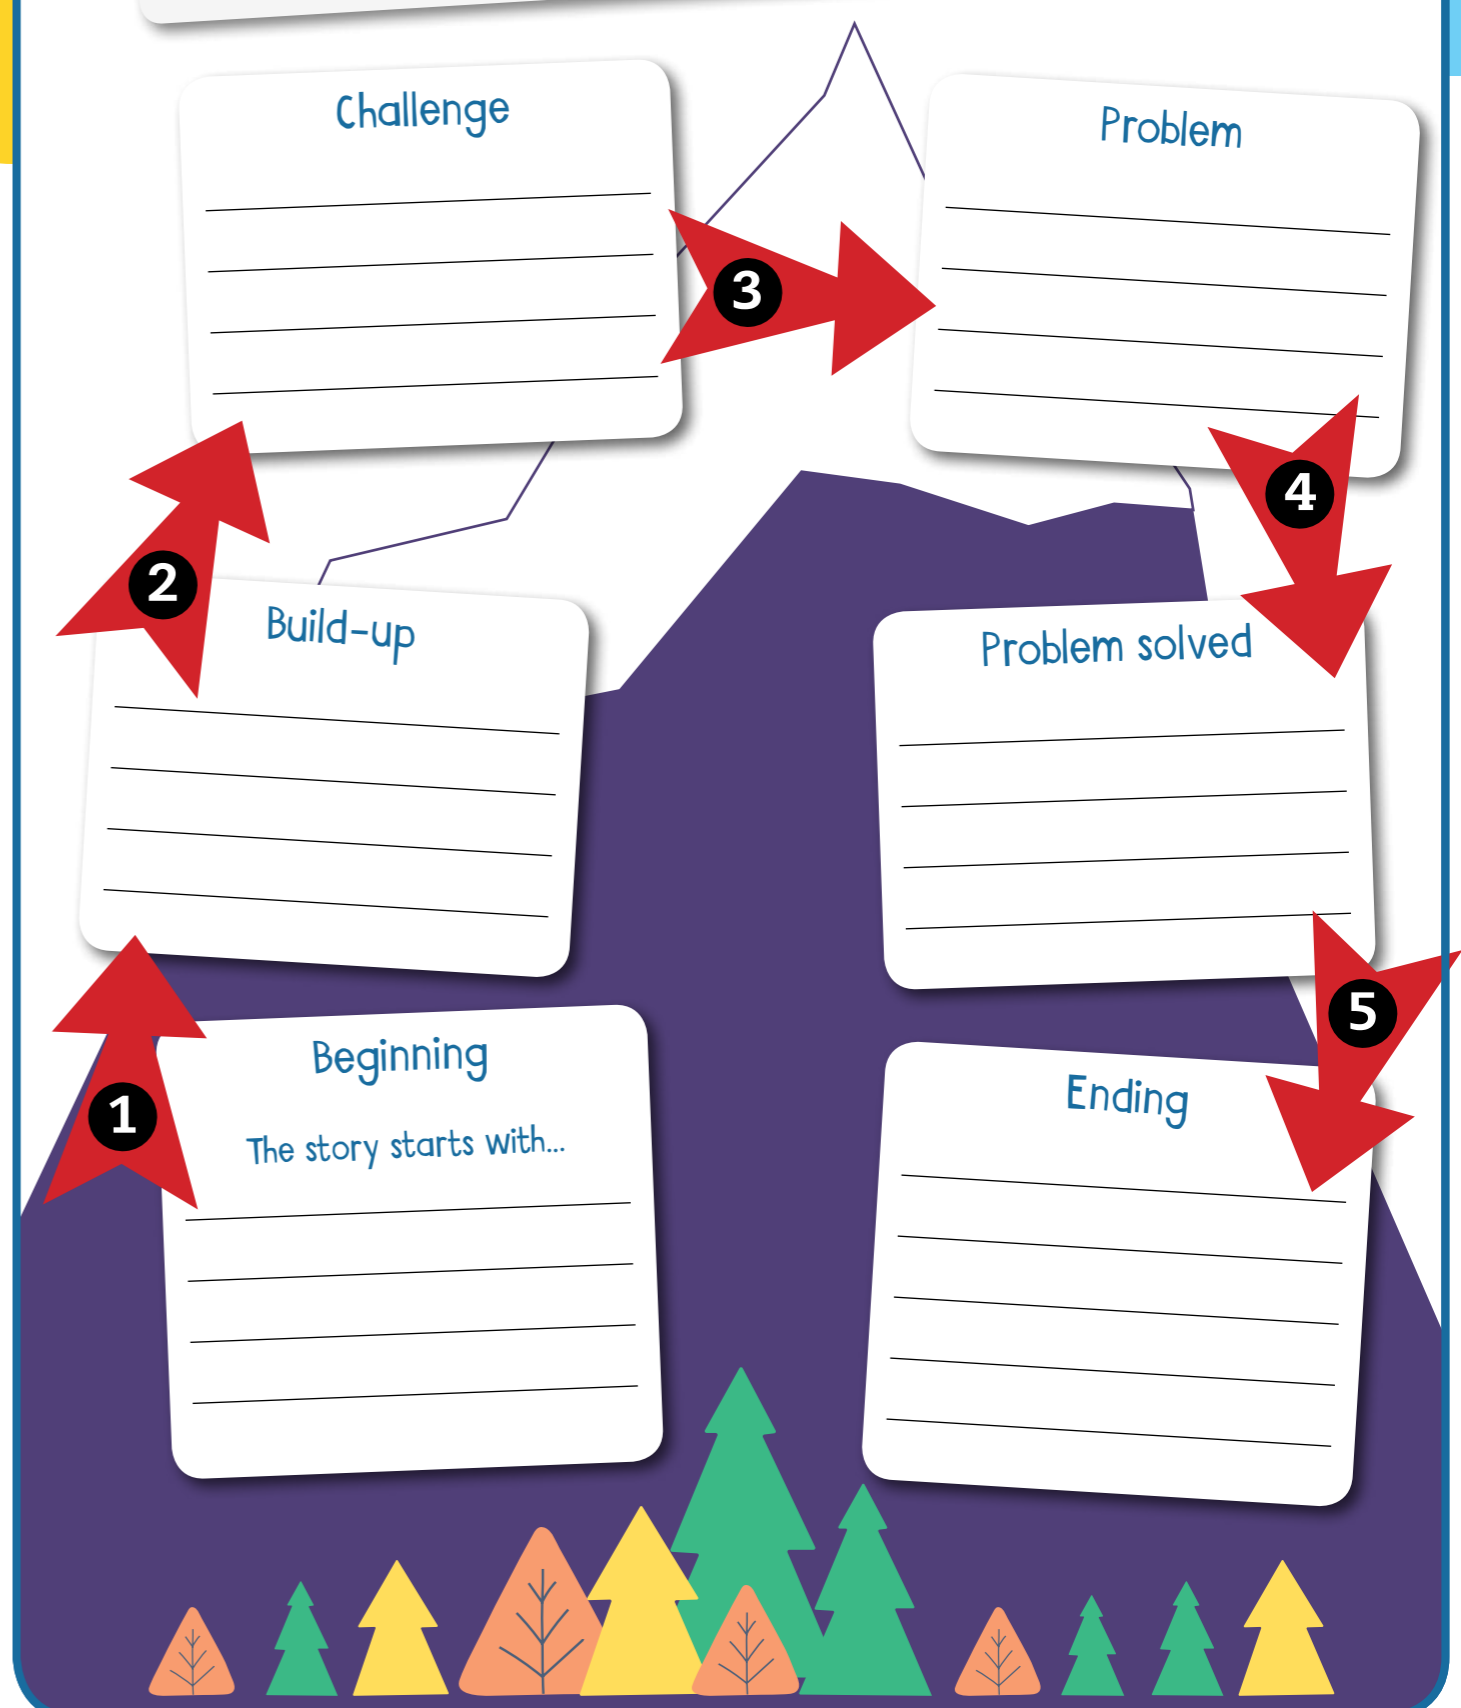 Challenge
Problem
3
4
2
Build-up
Problem solved
5
1
Beginning
The story starts with...
Ending